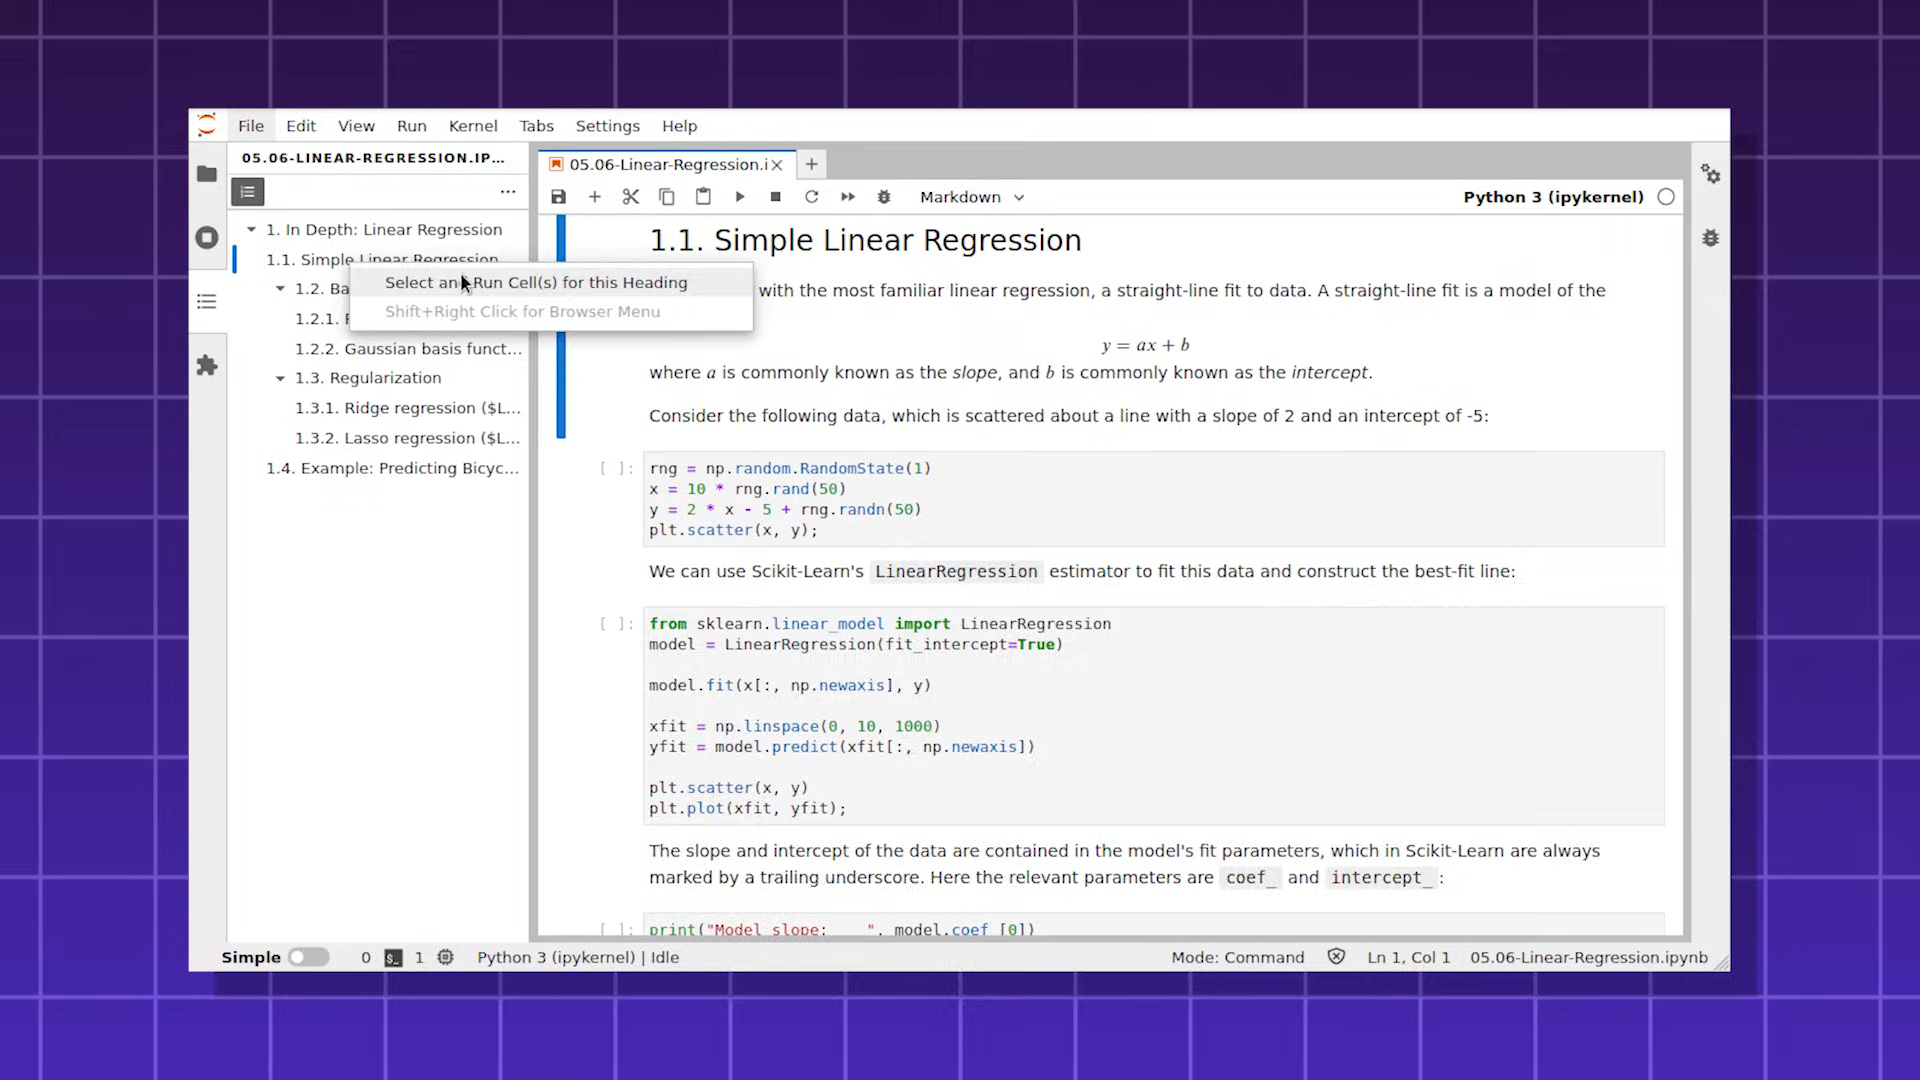 File Edit View Run Kernel Tabs Settings Help
05.06-LINEAR-REGRESSION.IP...
1. In Depth: Linear Regression
1.1. Simple Linear Regression
1.2. Ba
1.2.1.
1.2.2. Gaussian basis funct...
1.3. Regularization
1.3.1. Ridge regression ($L...
1.3.2. Lasso regression ($L...
1.4. Example: Predicting Bicyc...
Select and Run Cell(s) for this Heading
Shift+Right Click for Browser Menu
05.06-Linear-Regression.i
Markdown
Python 3 (ipykernel)
1.1. Simple Linear Regression
with the most familiar linear regression, a straight-line fit to data. A straight-line fit is a model of the
y = ax + b
where a is commonly known as the slope, and b is commonly known as the intercept.
Consider the following data, which is scattered about a line with a slope of 2 and an intercept of -5:
[ ]:
rng = np.random.RandomState(1)
x = 10 * rng.rand(50)
y = 2 * x - 5 + rng.randn(50)
plt.scatter(x, y);
We can use Scikit-Learn's LinearRegression estimator to fit this data and construct the best-fit line:
[ ]:
from sklearn.linear_model import LinearRegression
model = LinearRegression(fit_intercept=True)
model.fit(x[:, np.newaxis], y)
xfit = np.linspace(0, 10, 1000)
yfit = model.predict(xfit[:, np.newaxis])
plt.scatter(x, y)
plt.plot(xfit, yfit);
The slope and intercept of the data are contained in the model's fit parameters, which in Scikit-Learn are always
marked by a trailing underscore. Here the relevant parameters are coef_ and intercept_:
[ ]:
print("Model slope:    ", model.coef_[0])
Simple 0 $_ 1 Python 3 (ipykernel) | Idle
Mode: Command Ln 1, Col 1 05.06-Linear-Regression.ipynb